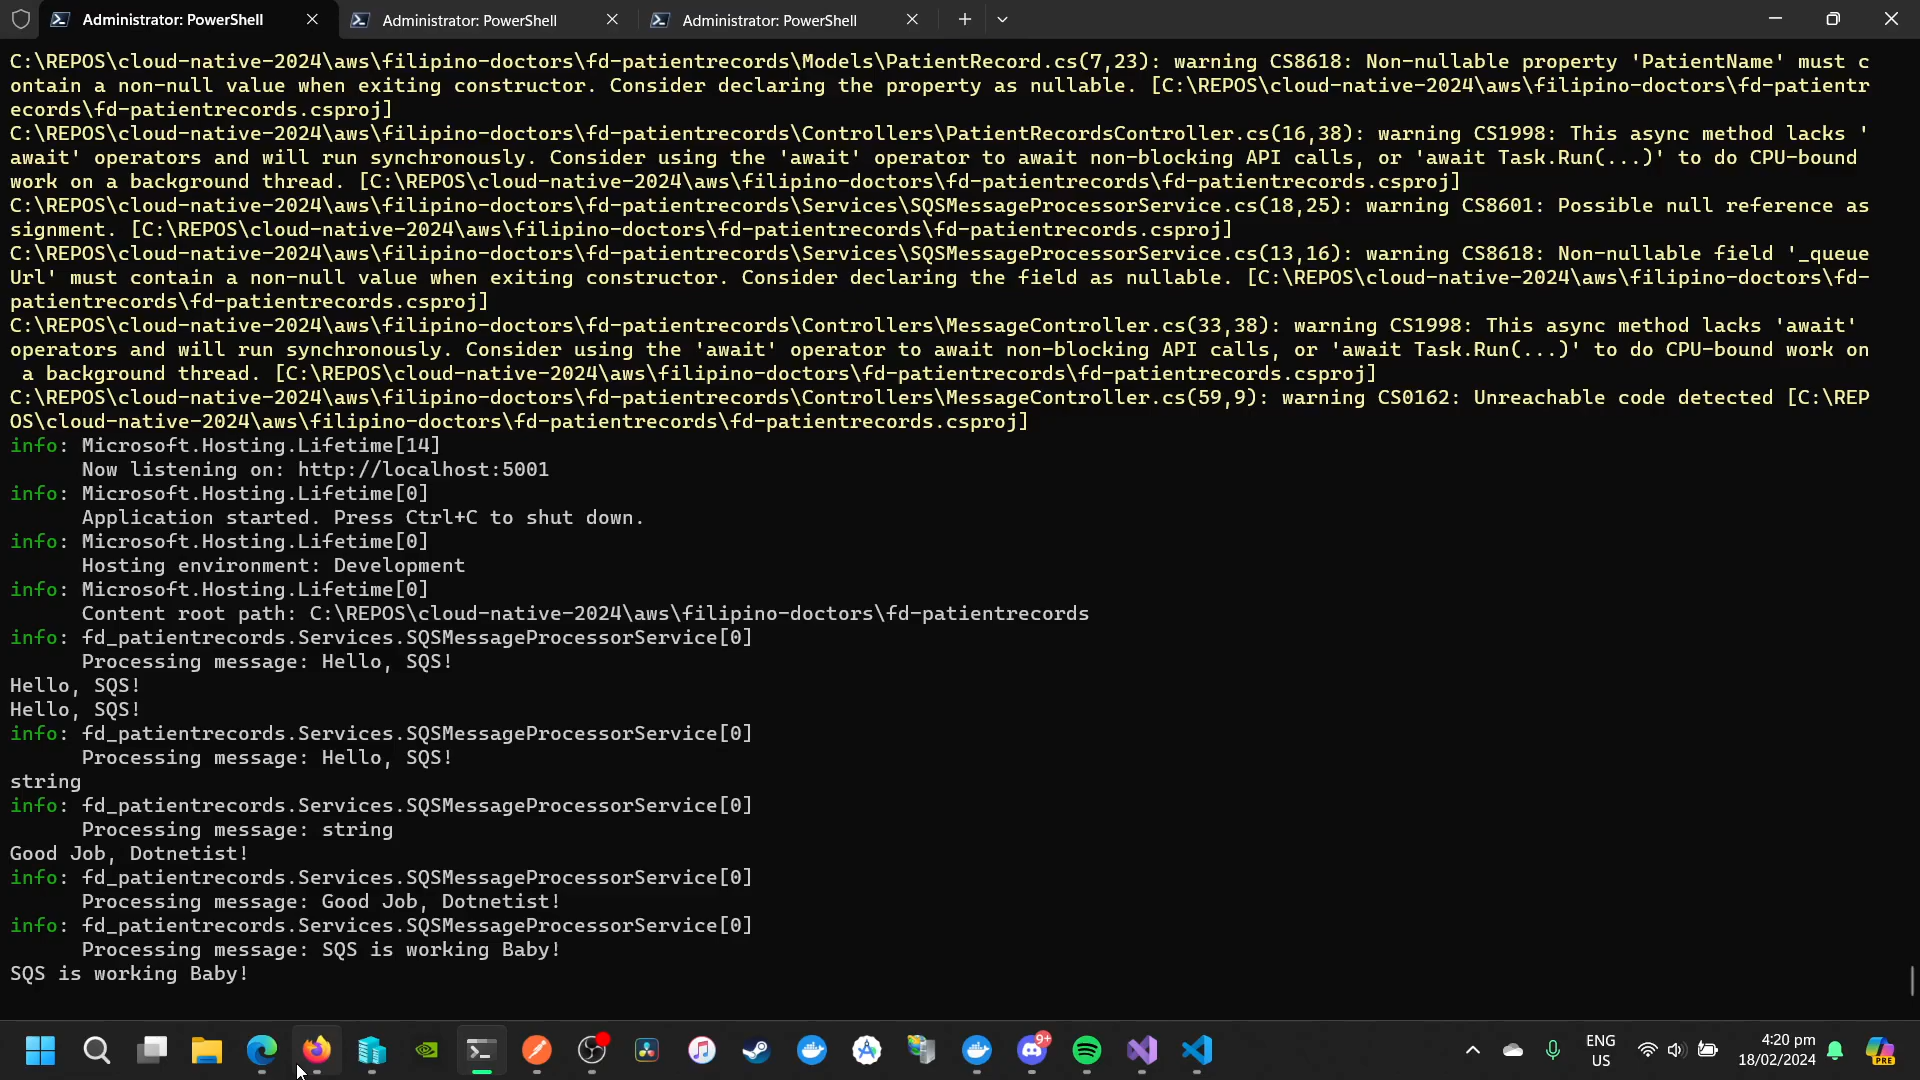 Administrator: PowerShell
Administrator: PowerShell
Administrator: PowerShell
C:\REPOS\cloud-native-2024\aws\filipino-doctors\fd-patientrecords\Models\PatientRecord.cs(7,23): warning CS8618: Non-nullable property 'PatientName' must c
ontain a non-null value when exiting constructor. Consider declaring the property as nullable. [C:\REPOS\cloud-native-2024\aws\filipino-doctors\fd-patientr
ecords\fd-patientrecords.csproj]
C:\REPOS\cloud-native-2024\aws\filipino-doctors\fd-patientrecords\Controllers\PatientRecordsController.cs(16,38): warning CS1998: This async method lacks '
await' operators and will run synchronously. Consider using the 'await' operator to await non-blocking API calls, or 'await Task.Run(...)' to do CPU-bound
work on a background thread. [C:\REPOS\cloud-native-2024\aws\filipino-doctors\fd-patientrecords\fd-patientrecords.csproj]
C:\REPOS\cloud-native-2024\aws\filipino-doctors\fd-patientrecords\Services\SQSMessageProcessorService.cs(18,25): warning CS8601: Possible null reference as
signment. [C:\REPOS\cloud-native-2024\aws\filipino-doctors\fd-patientrecords\fd-patientrecords.csproj]
C:\REPOS\cloud-native-2024\aws\filipino-doctors\fd-patientrecords\Services\SQSMessageProcessorService.cs(13,16): warning CS8618: Non-nullable field '_queue
Url' must contain a non-null value when exiting constructor. Consider declaring the field as nullable. [C:\REPOS\cloud-native-2024\aws\filipino-doctors\fd-
patientrecords\fd-patientrecords.csproj]
C:\REPOS\cloud-native-2024\aws\filipino-doctors\fd-patientrecords\Controllers\MessageController.cs(33,38): warning CS1998: This async method lacks 'await'
operators and will run synchronously. Consider using the 'await' operator to await non-blocking API calls, or 'await Task.Run(...)' to do CPU-bound work on
 a background thread. [C:\REPOS\cloud-native-2024\aws\filipino-doctors\fd-patientrecords\fd-patientrecords.csproj]
C:\REPOS\cloud-native-2024\aws\filipino-doctors\fd-patientrecords\Controllers\MessageController.cs(59,9): warning CS0162: Unreachable code detected [C:\REP
OS\cloud-native-2024\aws\filipino-doctors\fd-patientrecords\fd-patientrecords.csproj]
info: Microsoft.Hosting.Lifetime[14]
Now listening on: http://localhost:5001
info: Microsoft.Hosting.Lifetime[0]
Application started. Press Ctrl+C to shut down.
info: Microsoft.Hosting.Lifetime[0]
Hosting environment: Development
info: Microsoft.Hosting.Lifetime[0]
Content root path: C:\REPOS\cloud-native-2024\aws\filipino-doctors\fd-patientrecords
info: fd_patientrecords.Services.SQSMessageProcessorService[0]
Processing message: Hello, SQS!
Hello, SQS!
Hello, SQS!
info: fd_patientrecords.Services.SQSMessageProcessorService[0]
Processing message: Hello, SQS!
string
info: fd_patientrecords.Services.SQSMessageProcessorService[0]
Processing message: string
Good Job, Dotnetist!
info: fd_patientrecords.Services.SQSMessageProcessorService[0]
Processing message: Good Job, Dotnetist!
info: fd_patientrecords.Services.SQSMessageProcessorService[0]
Processing message: SQS is working Baby!
SQS is working Baby!
9+
ENG
US
4:20 pm
18/02/2024
PRE